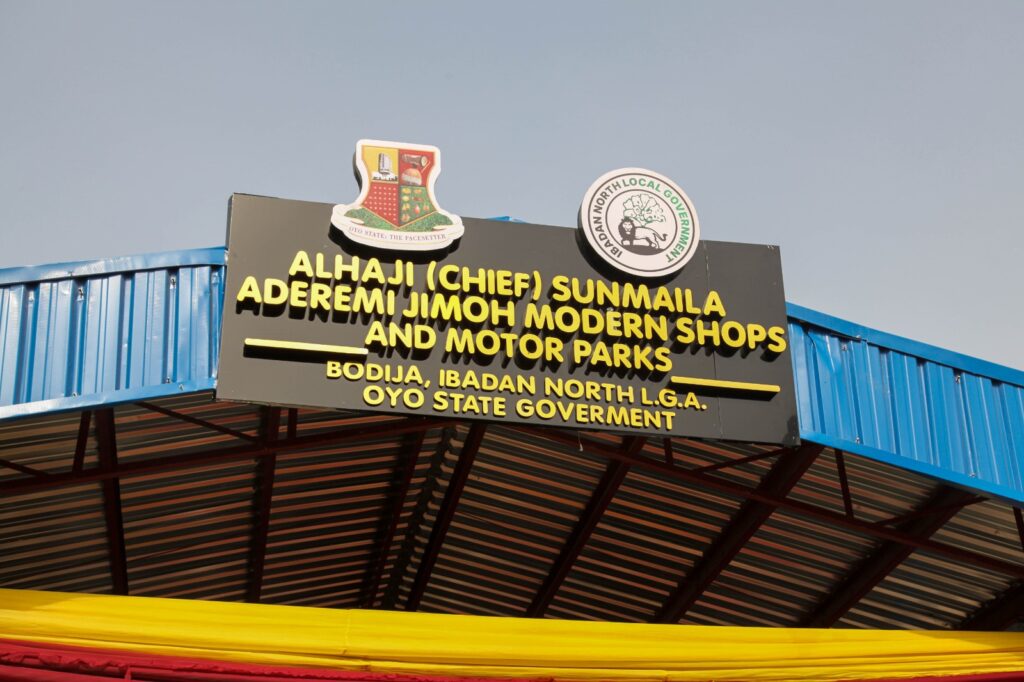 OYO STATE: THE PACESETTER
IBADAN NORTH LOCAL GOVERNMENT
ALHAJI (CHIEF) SUNMAILA
ADEREMI JIMOH MODERN SHOPS
AND MOTOR PARKS
BODIJA, IBADAN NORTH L.G.A.
OYO STATE GOVERMENT